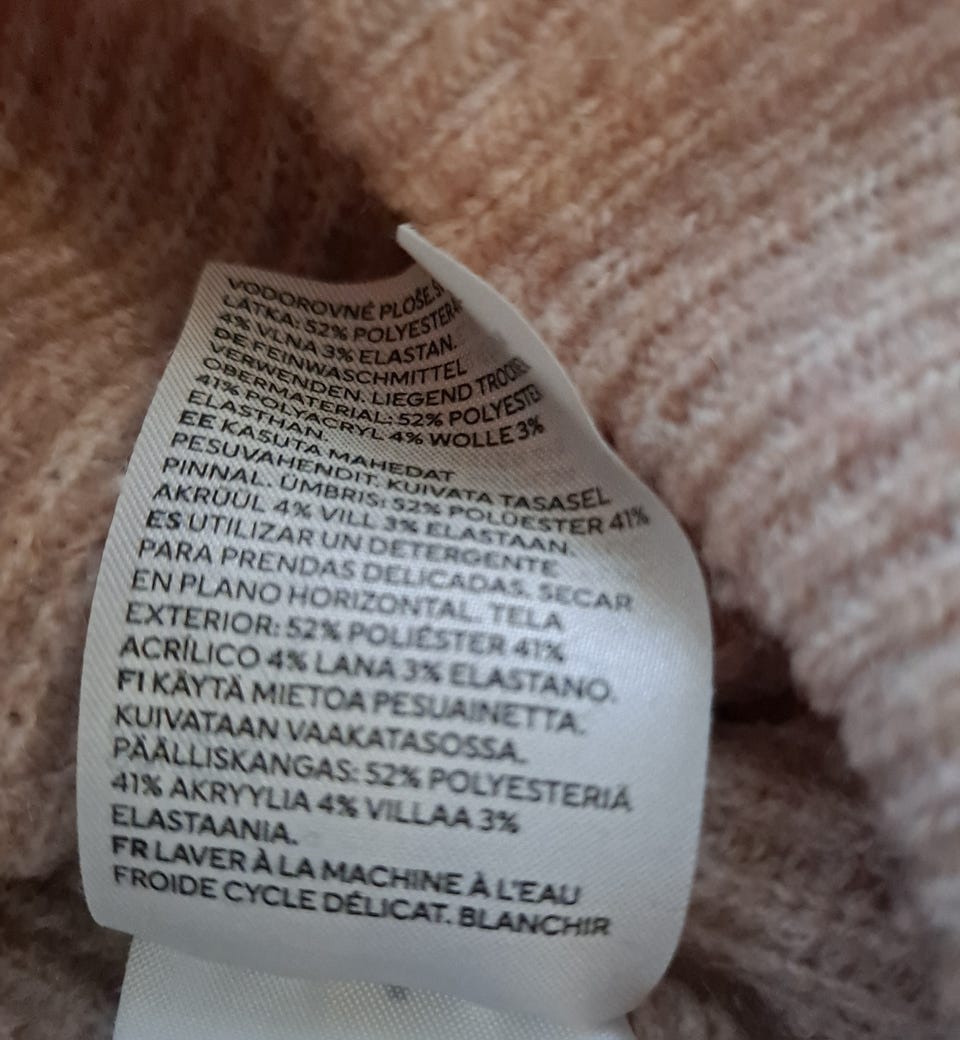 VODOROVNÉ PLOŠE.
LÁTKA: 52% POLYESTER
4% VLNA 3% ELASTAN.
DE FEINWASCHMITTEL
VERWENDEN. LIEGEND
OBERMATERIAL: 52% POLYESTER
41% POLYACRYL 4% WOLLE 3%
ELASTHAN.
EE KASUTA MAHEDAT
PESUVAHENDIT. KUIVATA TASASEL
PINNAL. ÜMBRIS: 52% POLÜESTER 41%
AKRÜÜL 4% VILL 3% ELASTAAN.
ES UTILIZAR UN DETERGENTE
PARA PRENDAS DELICADAS. SECAR
EN PLANO HORIZONTAL. TELA
EXTERIOR: 52% POLIÉSTER 41%
ACRÍLICO 4% LANA 3% ELASTANO.
FI KÄYTÄ MIETOA PESUAINETTA.
KUIVATAAN VAAKATASOSSA.
PÄÄLLISKANGAS: 52% POLYESTERIÄ
41% AKRYYLIA 4% VILLAA 3%
ELASTAANIA.
FR LAVER À LA MACHINE À L'EAU
FROIDE CYCLE DÉLICAT. BLANCHIR